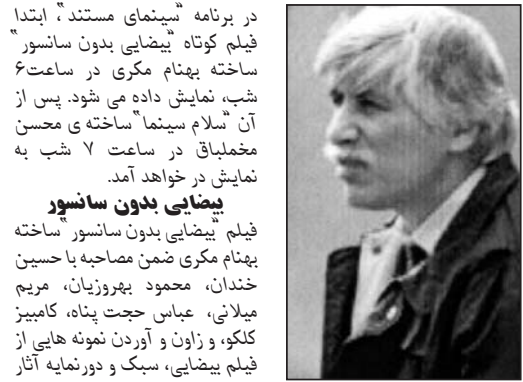 در برنامه "سینمای مستند"، ابتدا
فیلم کوتاه "بیضایی بدون سانسور"
ساخته بهنام مکری در ساعت۶
شب، نمایش داده می شود. پس از
آن "سلام سینما"ساخته ی محسن
مخملباق در ساعت ۷ شب به
نمایش در خواهد آمد.
بیضایی بدون سانسور
فیلم "بیضایی بدون سانسور"ساخته
بهنام مکری ضمن مصاحبه با حسین
خندان، محمود بهروزیان، مریم
میلانی، عباس حجت پناه، کامبیز
کلکو، و زاون و آوردن نمونه هایی از
فیلم بیضایی، سبک و دورنمایه آثار